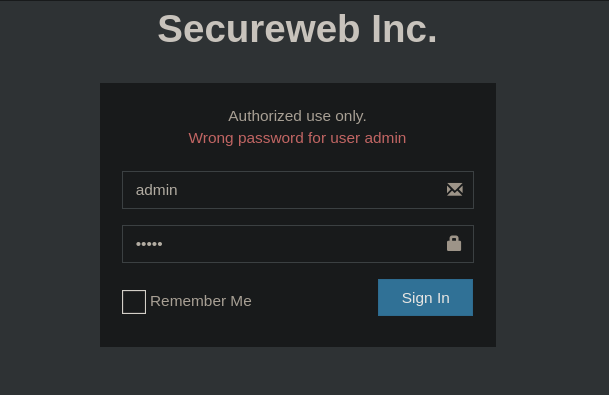 Secureweb Inc.
Authorized use only.
Wrong password for user admin
admin
•••••
Remember Me
Sign In